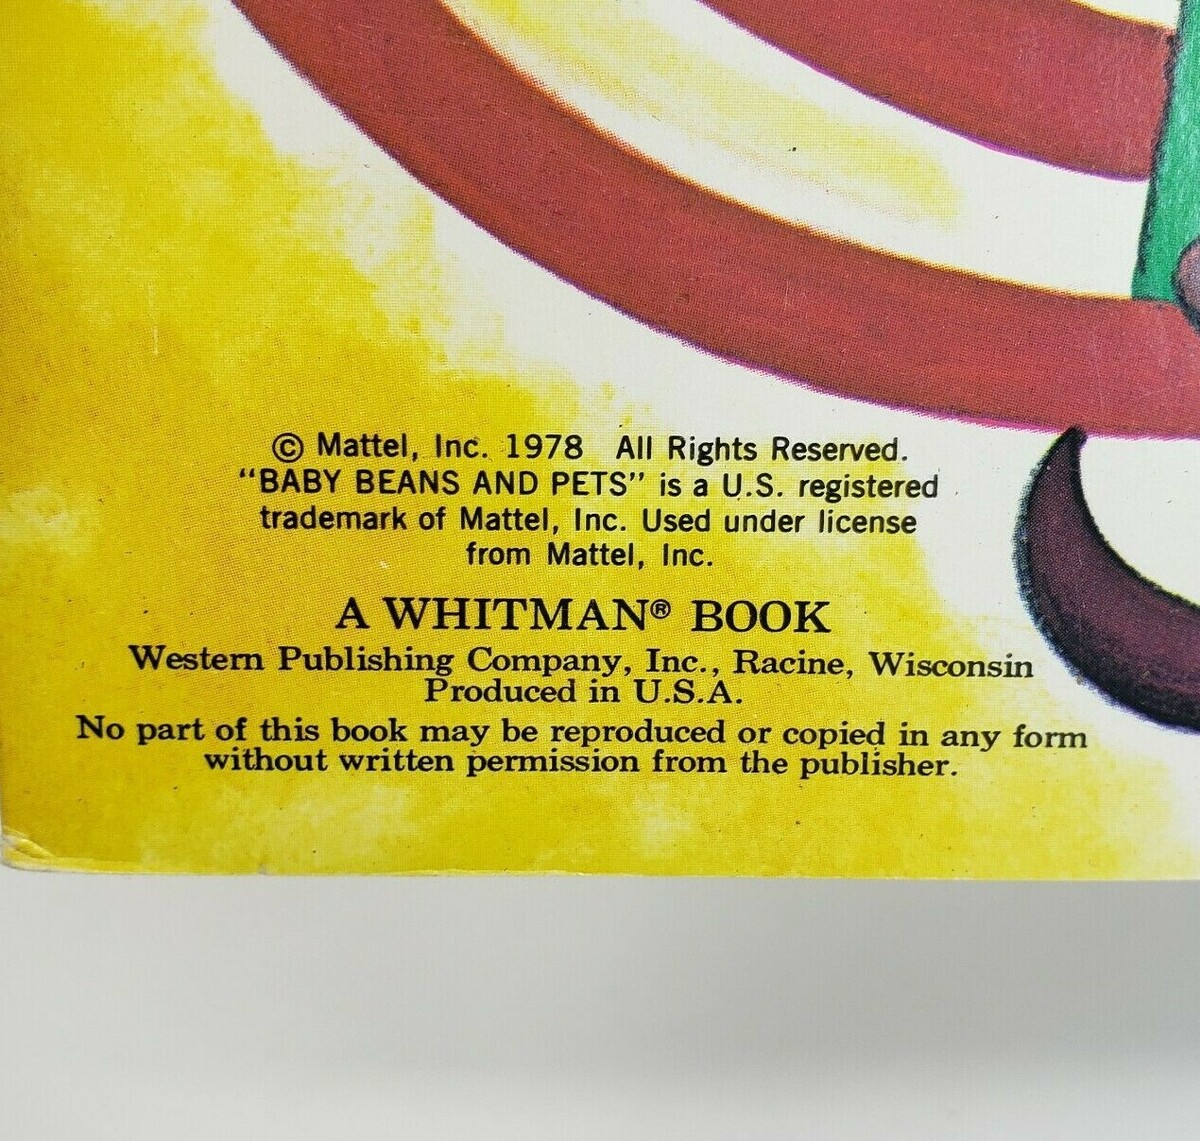 © Mattel, Inc. 1978 All Rights Reserved.
"BABY BEANS AND PETS" is a U.S. registered
trademark of Mattel, Inc. Used under license
from Mattel, Inc.
A WHITMAN® BOOK
Western Publishing Company, Inc., Racine, Wisconsin
Produced in U.S.A.
No part of this book may be reproduced or copied in any form
without written permission from the publisher.